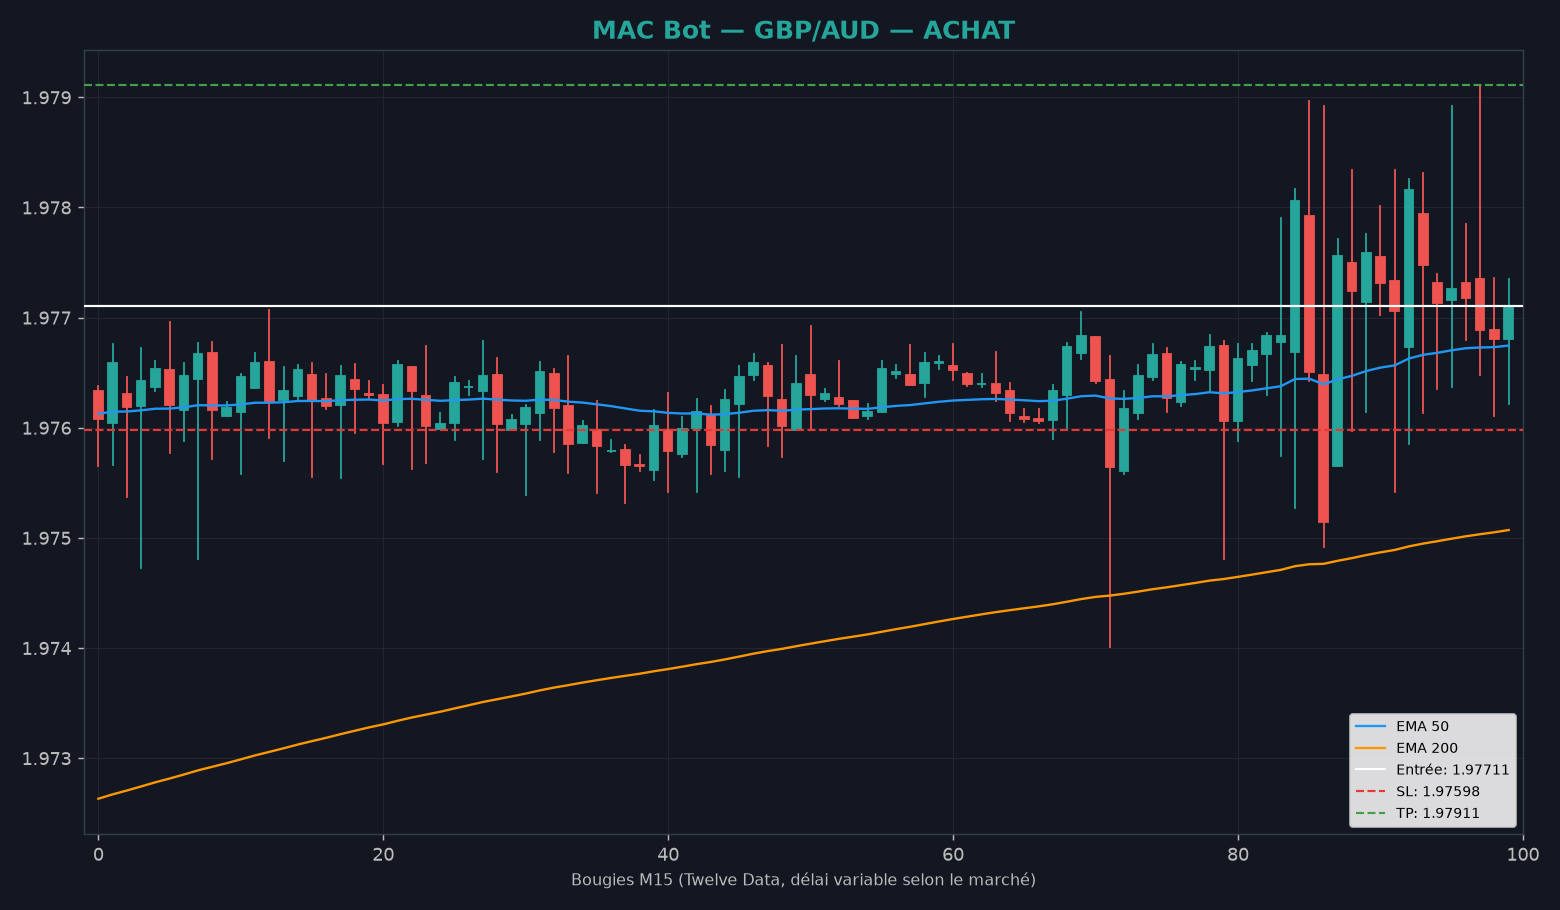 MAC Bot — GBP/AUD — ACHAT
1.979
1.978
1.977
1.976
1.975
1.974
1.973
EMA 50
EMA 200
Entrée: 1.97711
SL: 1.97598
TP: 1.97911
0 20 40 60 80 100
Bougies M15 (Twelve Data, délai variable selon le marché)